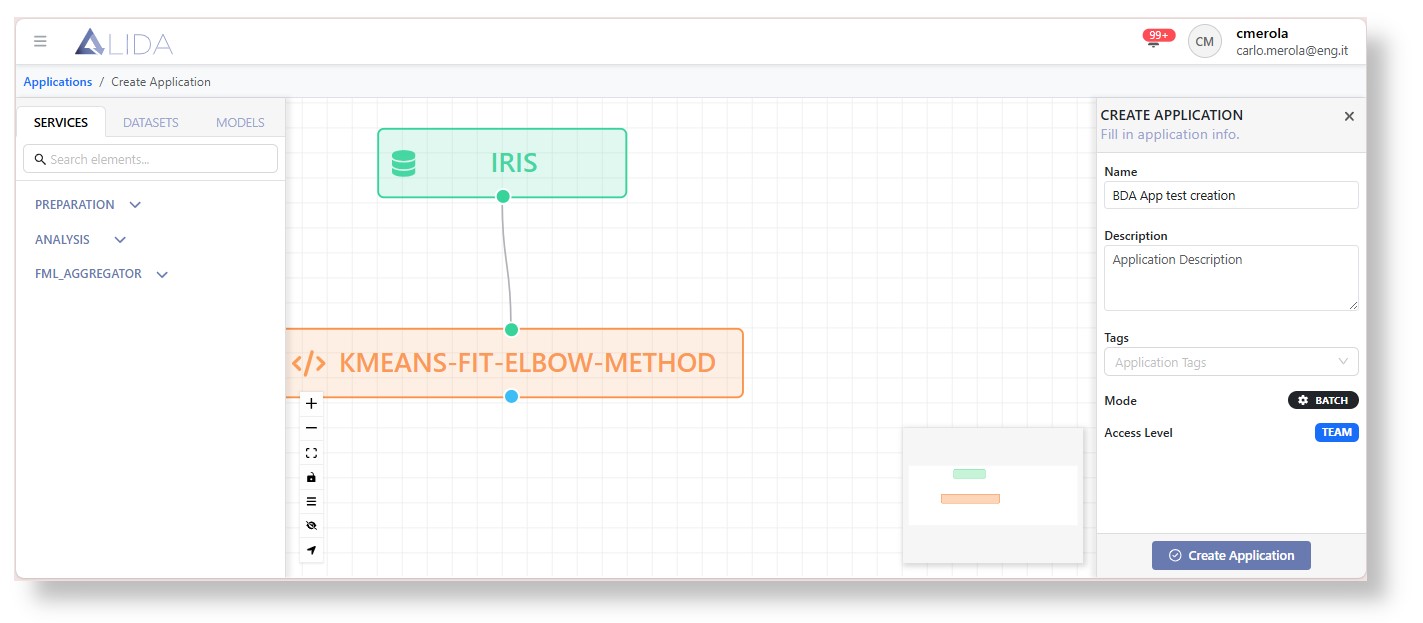 ALIDA
99+
CM
cmerola
carlo.merola@eng.it
Applications / Create Application
SERVICES DATASETS MODELS
Search elements...
PREPARATION
ANALYSIS
FML_AGGREGATOR
IRIS
</> KMEANS-FIT-ELBOW-METHOD
CREATE APPLICATION
Fill in application info.
Name
BDA App test creation
Description
Application Description
Tags
Application Tags
Mode BATCH
Access Level TEAM
Create Application